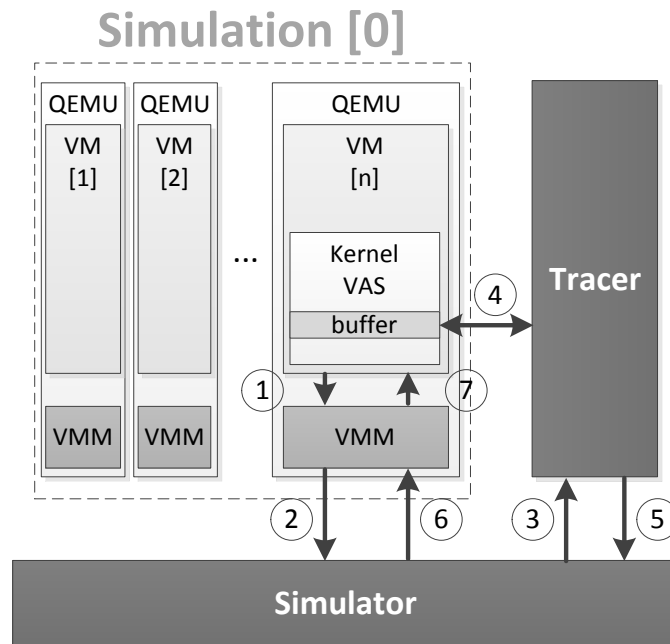 Simulation [0]
QEMU
VM
[1]
VMM
QEMU
VM
[2]
VMM
...
QEMU
VM
[n]
Kernel
VAS
buffer
1
7
VMM
4
Tracer
2
6
3
5
Simulator